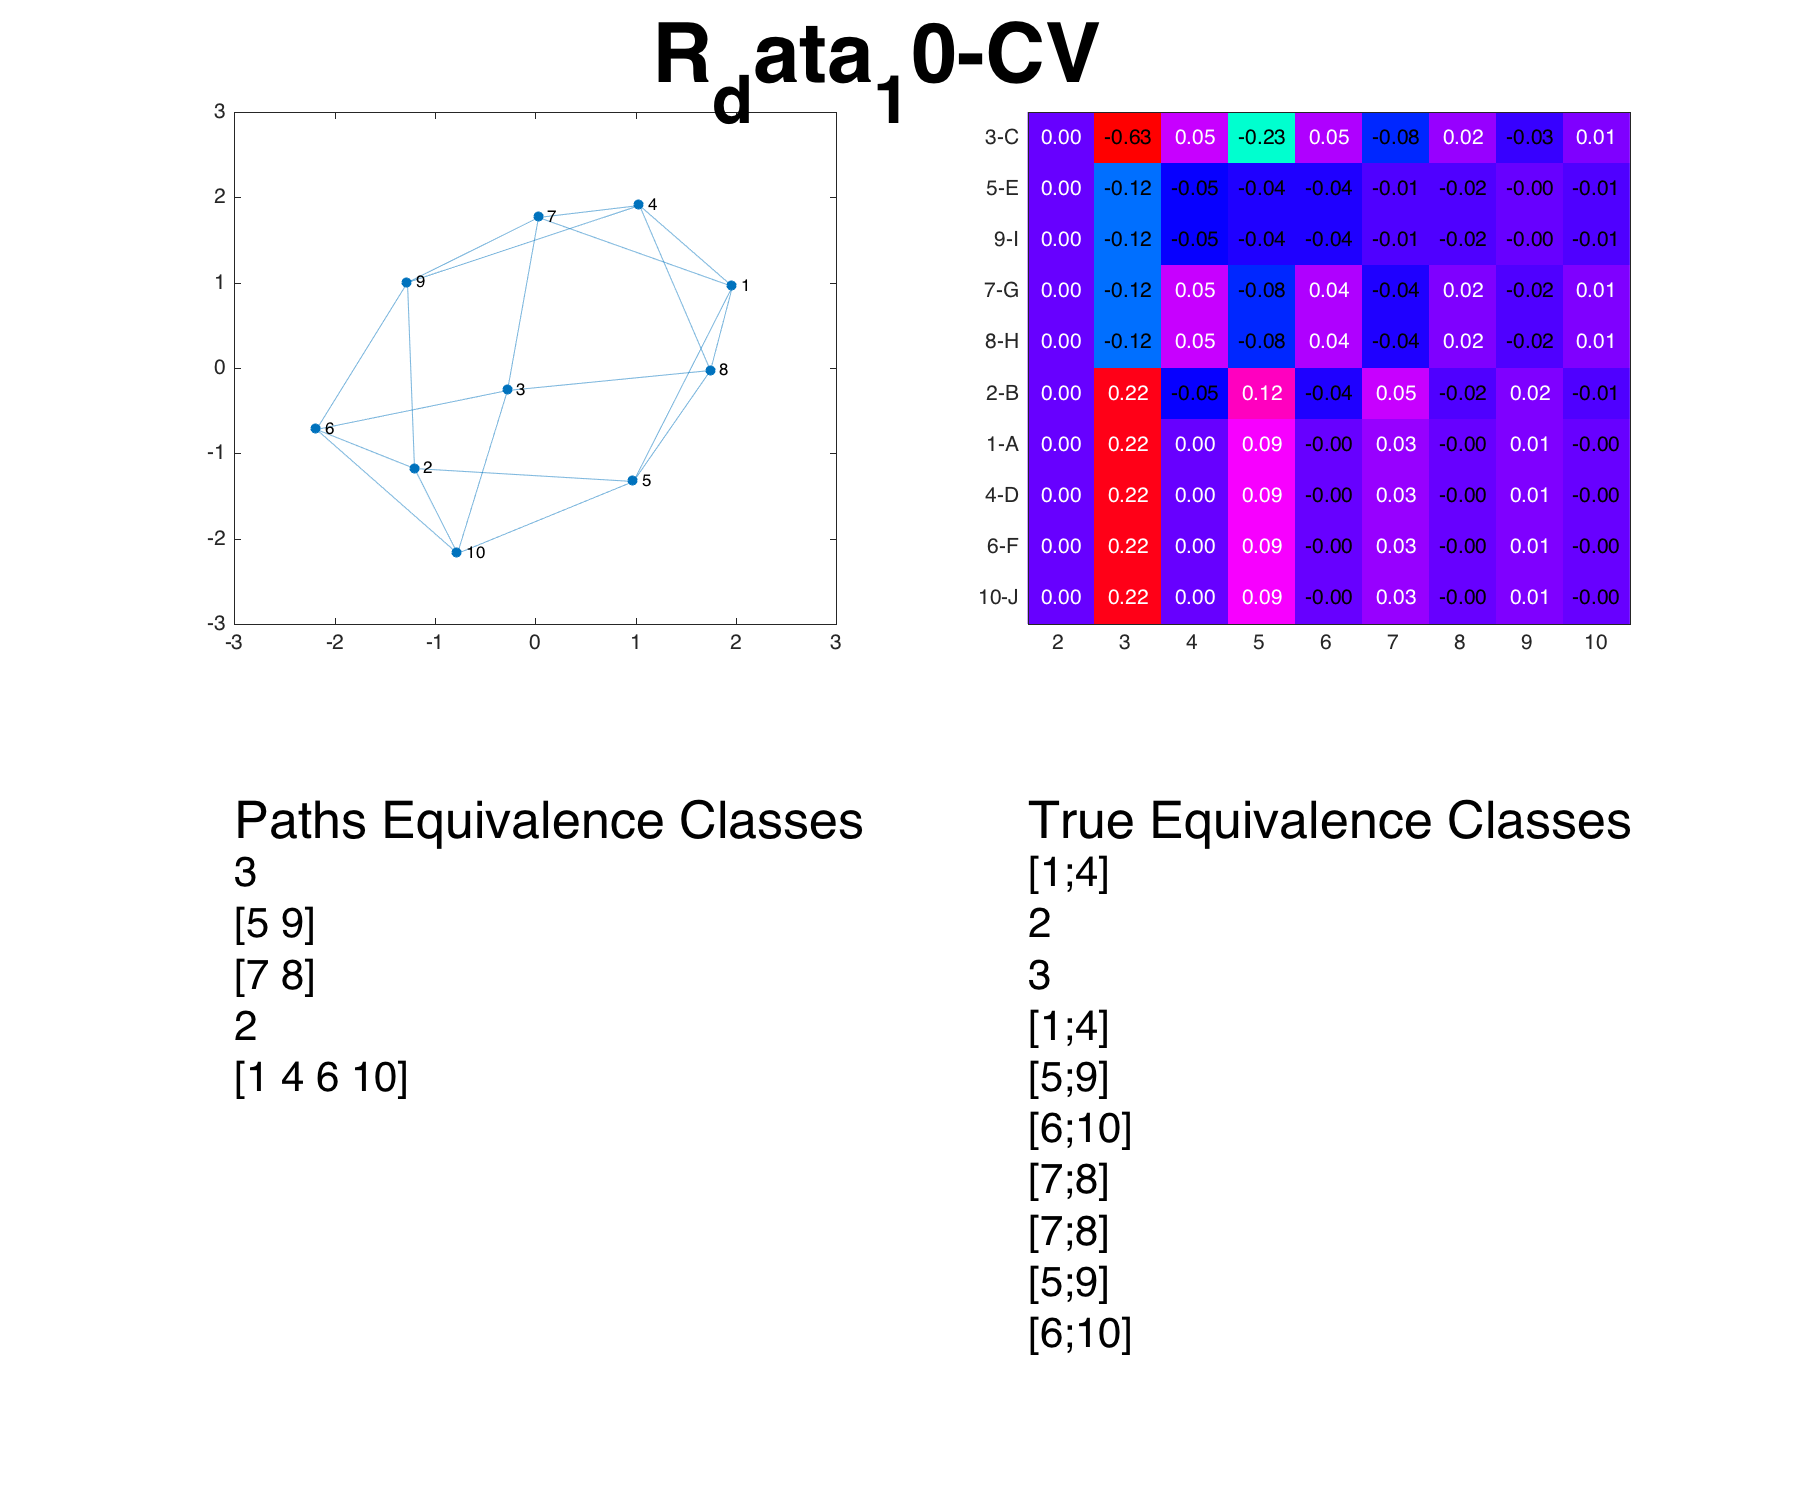 R_data_10-CV
3
2
1
0
-1
-2
-3
-3 -2 -1 0 1 2 3
4
7
9
1
8
3
6
2
5
10
3-C 0.00 -0.63 0.05 -0.23 0.05 -0.08 0.02 -0.03 0.01
5-E 0.00 -0.12 -0.05 -0.04 -0.04 -0.01 -0.02 -0.00 -0.01
9-I 0.00 -0.12 -0.05 -0.04 -0.04 -0.01 -0.02 -0.00 -0.01
7-G 0.00 -0.12 0.05 -0.08 0.04 -0.04 0.02 -0.02 0.01
8-H 0.00 -0.12 0.05 -0.08 0.04 -0.04 0.02 -0.02 0.01
2-B 0.00 0.22 -0.05 0.12 -0.04 0.05 -0.02 0.02 -0.01
1-A 0.00 0.22 0.00 0.09 -0.00 0.03 -0.00 0.01 -0.00
4-D 0.00 0.22 0.00 0.09 -0.00 0.03 -0.00 0.01 -0.00
6-F 0.00 0.22 0.00 0.09 -0.00 0.03 -0.00 0.01 -0.00
10-J 0.00 0.22 0.00 0.09 -0.00 0.03 -0.00 0.01 -0.00
2 3 4 5 6 7 8 9 10
Paths Equivalence Classes
3
[5 9]
[7 8]
2
[1 4 6 10]
True Equivalence Classes
[1;4]
2
3
[1;4]
[5;9]
[6;10]
[7;8]
[7;8]
[5;9]
[6;10]